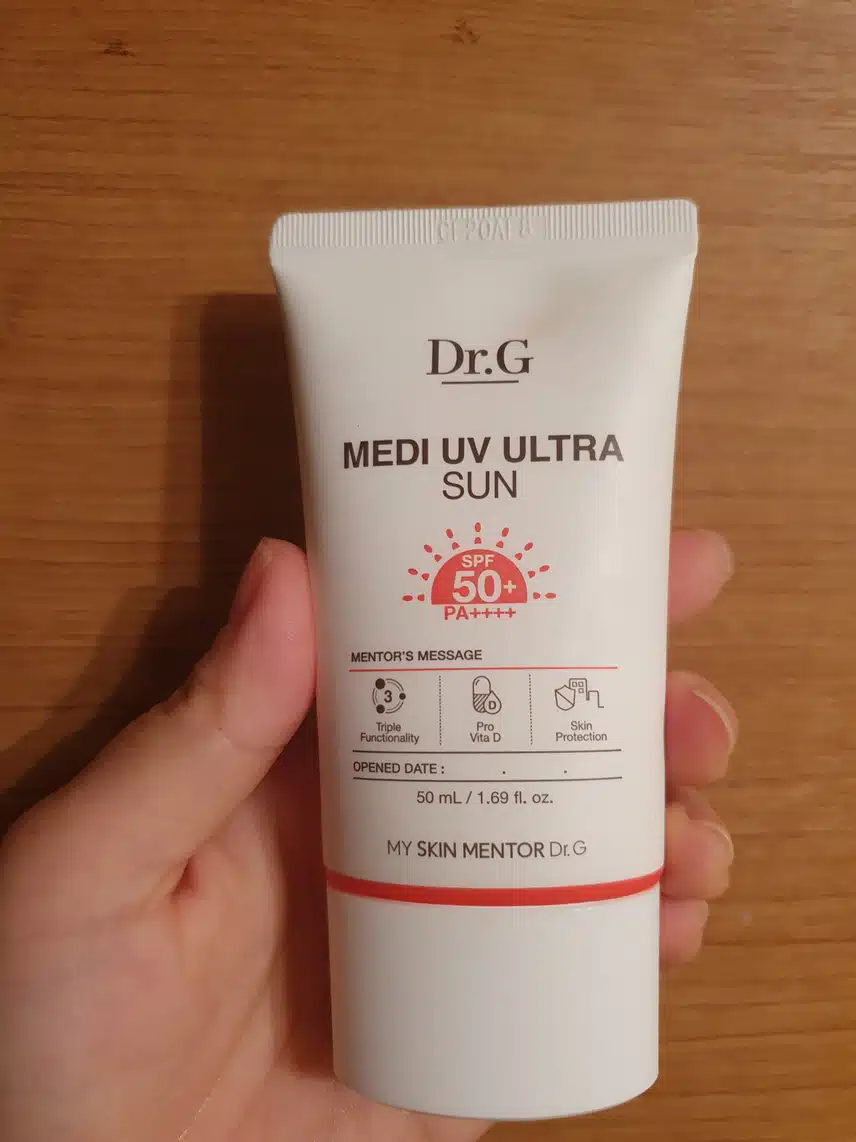 Dr.G
MEDI UV ULTRA
SUN
SPF
50+
PA++++
MENTOR'S MESSAGE
3
Triple
Functionality
D
Pro
Vita D
Skin
Protection
OPENED DATE : . .
50 mL / 1.69 fl. oz.
MY SKIN MENTOR Dr.G